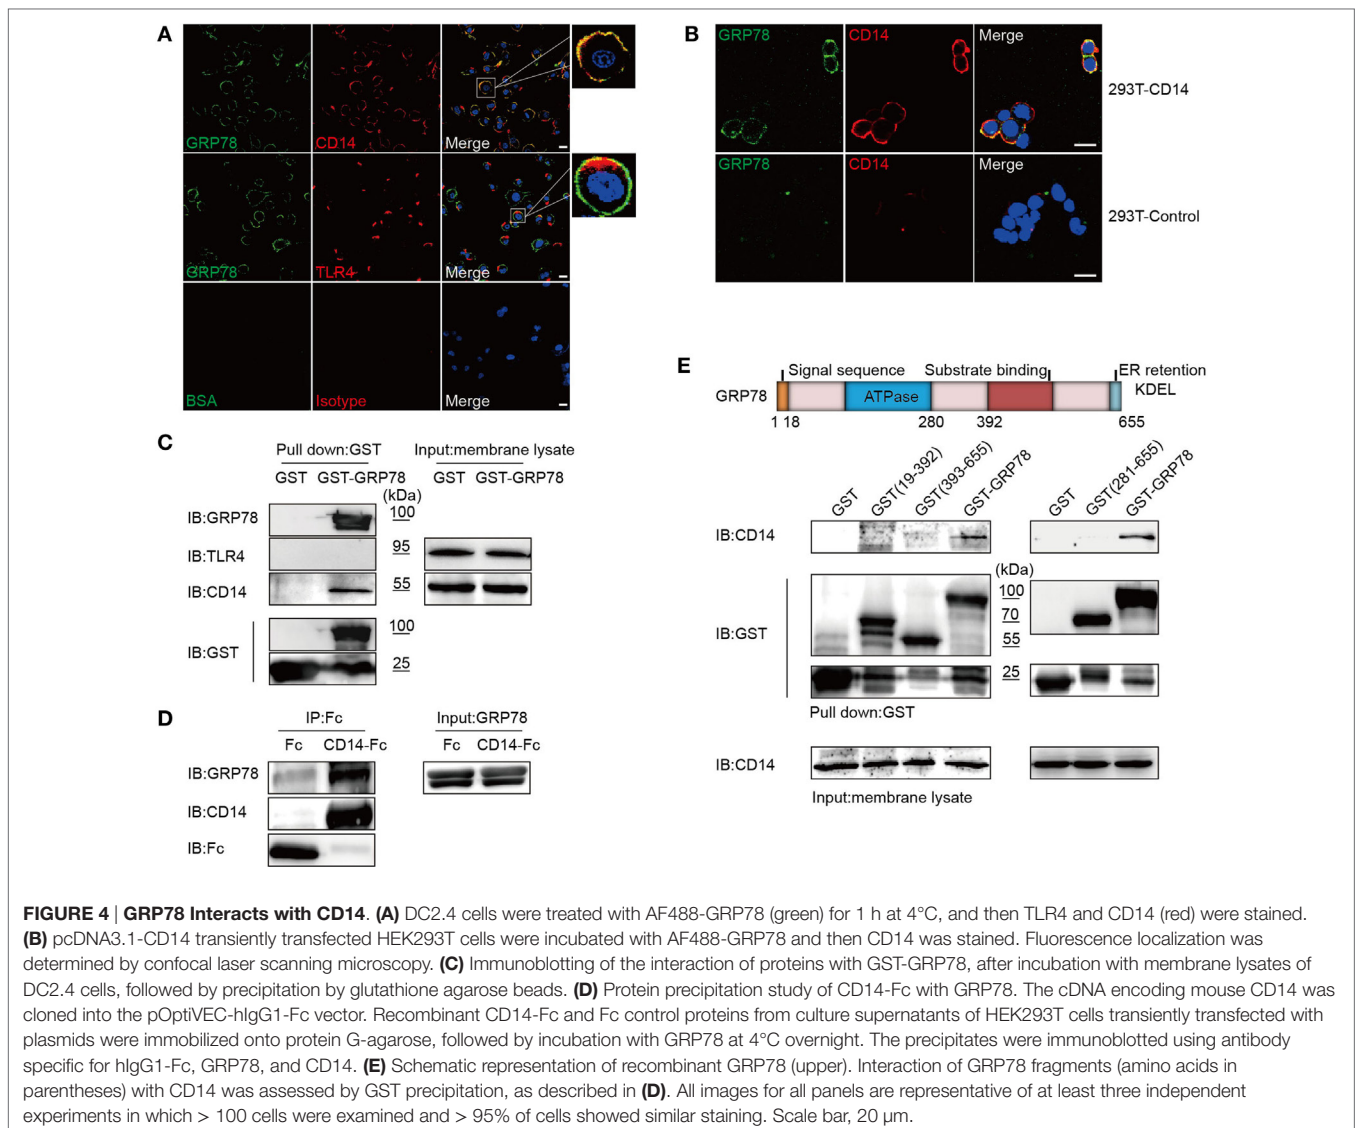 A
GRP78
CD14
Merge
GRP78
TLR4
Merge
BSA
Isotype
Merge
B
GRP78
CD14
Merge
293T-CD14
GRP78
CD14
Merge
293T-Control
C
Pull down:GST
Input:membrane lysate
GST GST-GRP78
GST GST-GRP78
(kDa)
IB:GRP78
100
IB:TLR4
95
IB:CD14
55
IB:GST
100
25
D
IP:Fc
Input:GRP78
Fc CD14-Fc
Fc CD14-Fc
IB:GRP78
IB:CD14
IB:Fc
E
Signal sequence
Substrate binding
ER retention
KDEL
GRP78
ATPase
1 18 280 392 655
GST
GST(19-392)
GST(393-655)
GST-GRP78
GST
GST(281-655)
GST-GRP78
IB:CD14
(kDa)
100
70
55
IB:GST
25
Pull down:GST
IB:CD14
Input:membrane lysate
FIGURE 4 | GRP78 Interacts with CD14. (A) DC2.4 cells were treated with AF488-GRP78 (green) for 1 h at 4°C, and then TLR4 and CD14 (red) were stained.
(B) pcDNA3.1-CD14 transiently transfected HEK293T cells were incubated with AF488-GRP78 and then CD14 was stained. Fluorescence localization was
determined by confocal laser scanning microscopy. (C) Immunoblotting of the interaction of proteins with GST-GRP78, after incubation with membrane lysates of
DC2.4 cells, followed by precipitation by glutathione agarose beads. (D) Protein precipitation study of CD14-Fc with GRP78. The cDNA encoding mouse CD14 was
cloned into the pOptiVEC-hIgG1-Fc vector. Recombinant CD14-Fc and Fc control proteins from culture supernatants of HEK293T cells transiently transfected with
plasmids were immobilized onto protein G-agarose, followed by incubation with GRP78 at 4°C overnight. The precipitates were immunoblotted using antibody
specific for hIgG1-Fc, GRP78, and CD14. (E) Schematic representation of recombinant GRP78 (upper). Interaction of GRP78 fragments (amino acids in
parentheses) with CD14 was assessed by GST precipitation, as described in (D). All images for all panels are representative of at least three independent
experiments in which > 100 cells were examined and > 95% of cells showed similar staining. Scale bar, 20 μm.